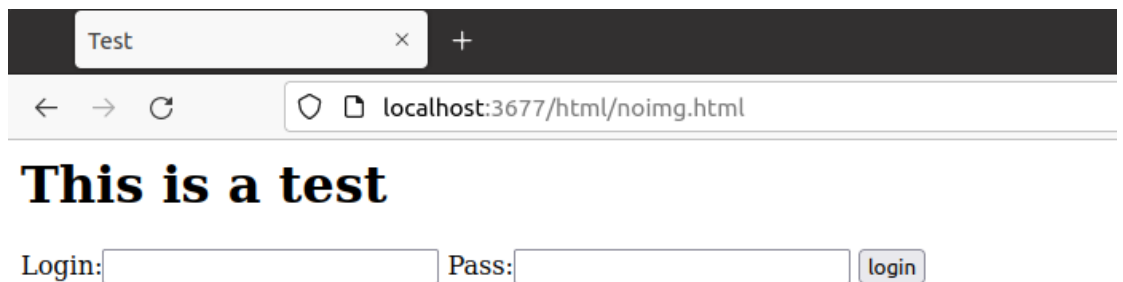 Test
localhost:3677/html/noimg.html
This is a test
Login: Pass: login